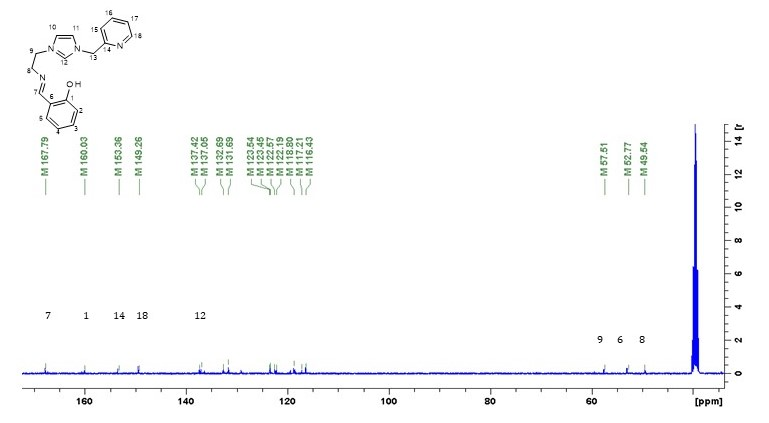 16
10
11
15
17
N
N
N
18
14
9
12
13
8
N
O H
7
1
6
2
5
3
4
M 167.79
M 160.03
M 153.36
M 149.26
M 137.42
M 137.05
M 132.69
M 131.69
M 123.54
M 123.45
M 122.57
M 122.19
M 118.80
M 117.21
M 116.43
M 57.51
M 52.77
M 49.54
7 1 14 18 12
9 6 8
14
12
10
8
6
4
2
0
160 140 120 100 80 60 [ppm]